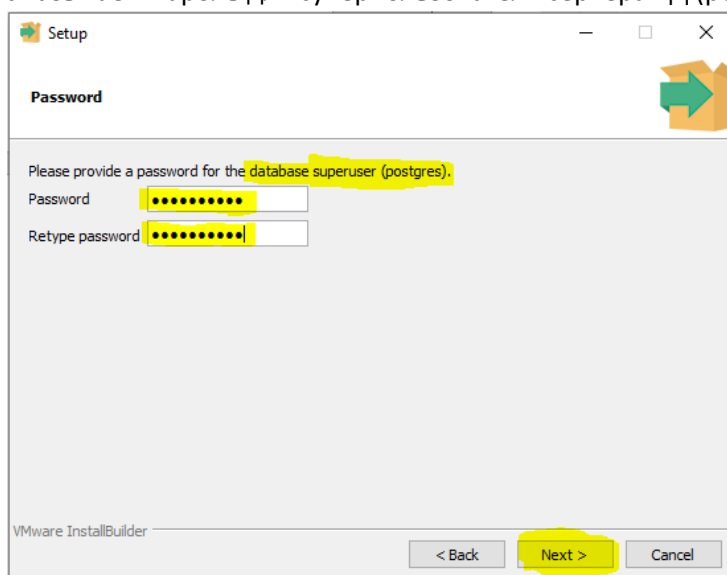 Setup
Password
Please provide a password for the database superuser (postgres).
Password ●●●●●●●●●●
Retype password ●●●●●●●●●●
VMware InstallBuilder
< Back Next > Cancel